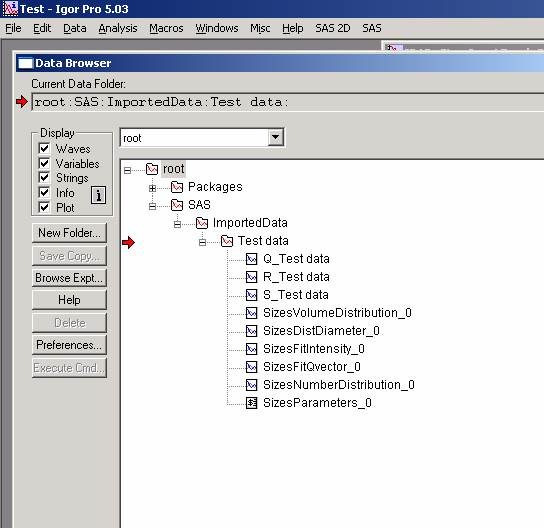 Test - Igor Pro 5.03
File Edit Data Analysis Macros Windows Misc Help SAS 2D SAS
Data Browser
Current Data Folder:
root:SAS:ImportedData:Test data:
Display
Waves
Variables
Strings
Info
Plot
New Folder...
Save Copy...
Browse Expt...
Help
Delete
Preferences...
Execute Cmd...
root
root
Packages
SAS
ImportedData
Test data
Q_Test data
R_Test data
S_Test data
SizesVolumeDistribution_0
SizesDistDiameter_0
SizesFitIntensity_0
SizesFitQvector_0
SizesNumberDistribution_0
SizesParameters_0